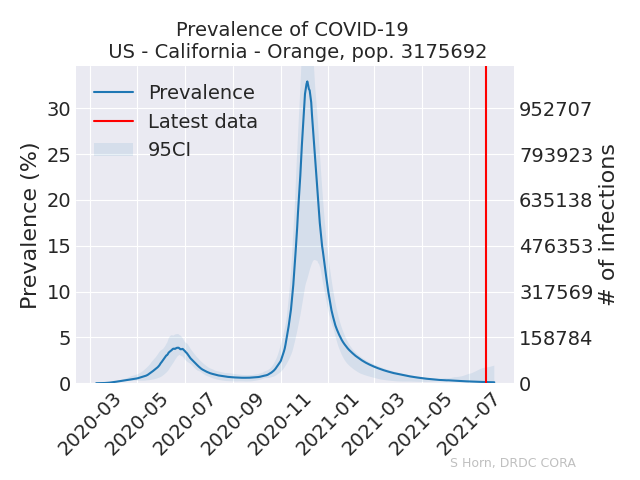 Prevalence of COVID-19
US - California - Orange, pop. 3175692
Prevalence
Latest data
95CI
Prevalence (%)
30
25
20
15
10
5
0
952707
793923
635138
476353
317569
158784
0
# of infections
2020-03
2020-05
2020-07
2020-09
2020-11
2021-01
2021-03
2021-05
2021-07
S Horn, DRDC CORA